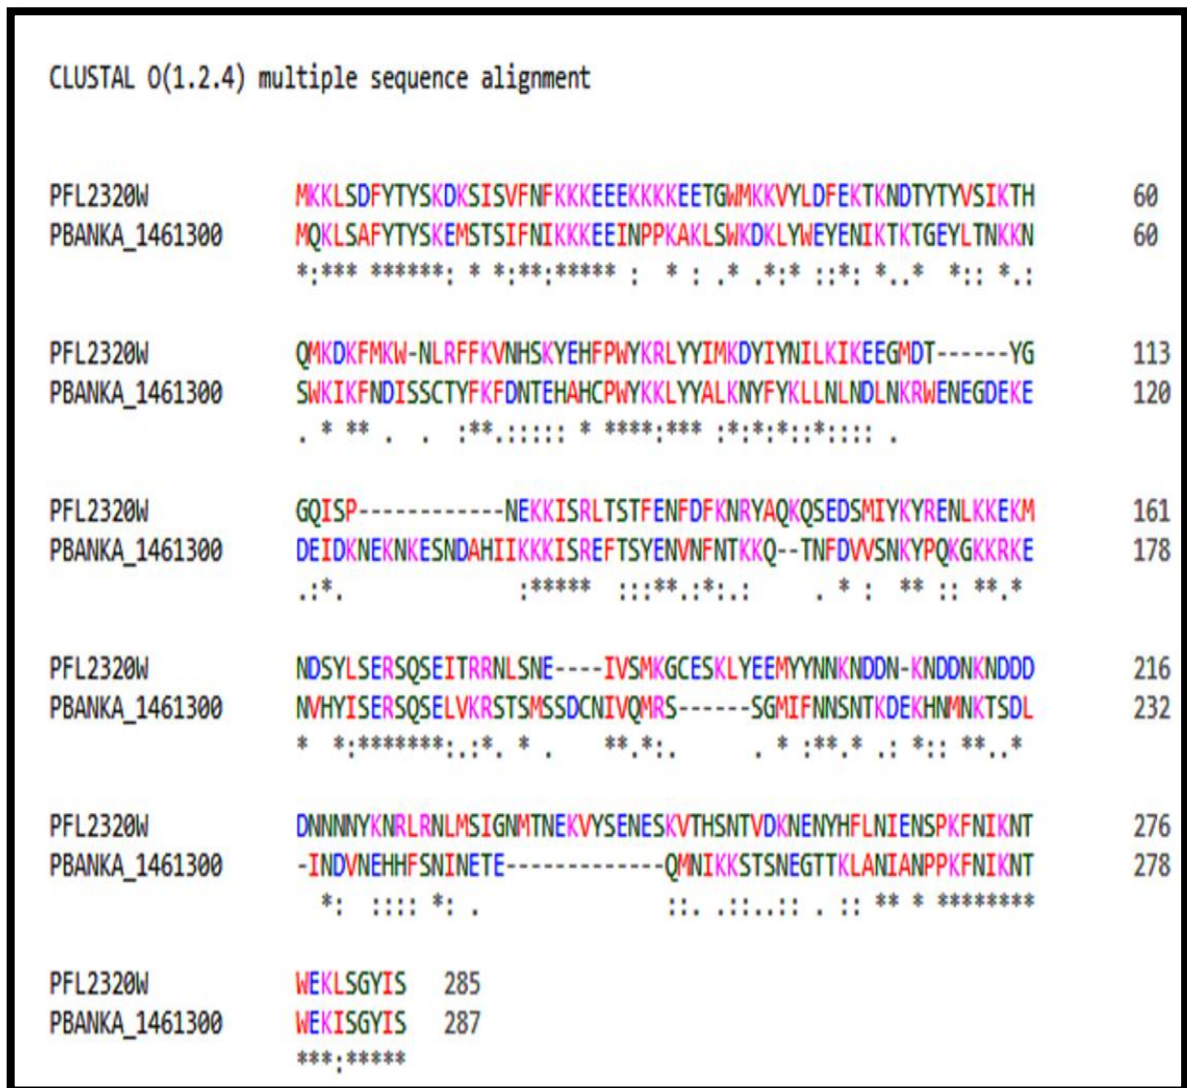 CLUSTAL O(1.2.4) multiple sequence alignment
PFL2320W MKKLSDFYTYSKDKSISVFNFKKKEEEKKKKEETGWMKKVYLDFEKTKNDTYTYVSIKTH 60
PBANKA_1461300 MQKLSAFYTYSKEMSTSIFNIKKKEEINPPKAKLSWKDKLYWEYENIKTKTGEYLTNKKN 60
*:*** ******: * *:**:***** : * : .* .*:* ::*: *..* *:: *.:
PFL2320W QMKDKFMKW-NLRFFKVNHSKYEHFPWYKRLYYIMKDYIYNILKIKEEGMDT------YG 113
PBANKA_1461300 SWKIKFNDISSCTYFKFDNTEHAHCPWYKKLYYALKNYFYKLLNLNDLNKRWENEGDEKE 120
. * ** . . :**.::::: * ****:*** :*:*:*::*:::: .
PFL2320W GQISP------------NEKKISRLTSTFENFDFKNRYAQKQSEDSMIYKYRENLKKEKM 161
PBANKA_1461300 DEIDKNEKNKESNDAHIIKKKISREFTSYENVNFNTKKQ--TNFDVVSNKYPQKGKKRKE 178
.:*. :***** :::**.:*:.: . * : ** :: **.*
PFL2320W NDSYLSERSQSEITRRNLSNE----IVSMKGCESKLYEEMYYNNKNDDN-KNDDNKNDDD 216
PBANKA_1461300 NVHYISERSQSELVKRSTSMSSDCNIVQMRS------SGMIFNNSNTKDEKHNMNKTSDL 232
* *:*******:.:*. * . **.*:. . * :**.* .: *:: **..*
PFL2320W DNNNNYKNRLRNLMSIGNMTNEKVYSENESKVTHSNTVDKNENYHFLNIENSPKFNIKNT 276
PBANKA_1461300 -INDVNEHHFSNINETE-------------QMNIKKSTSNEGTTKLANIANPPKFNIKNT 278
*: :::: *: . ::. .::..:: . :: ** * ********
PFL2320W WEKLSGYIS 285
PBANKA_1461300 WEKISGYIS 287
***:*****